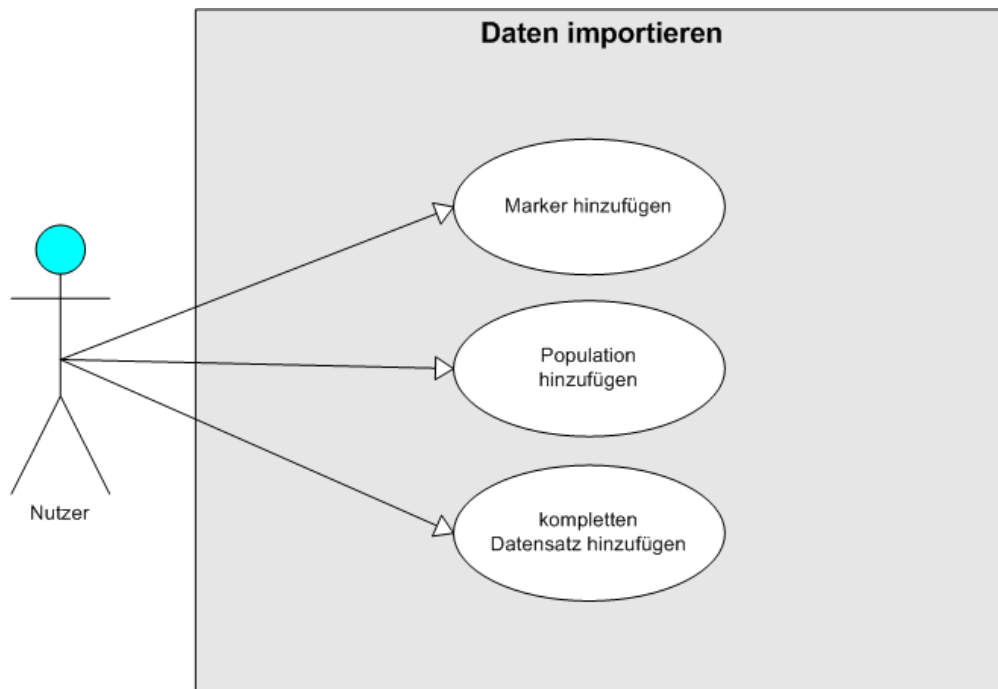 Daten importieren
Marker hinzufügen
Population
hinzufügen
kompletten
Datensatz hinzufügen
Nutzer